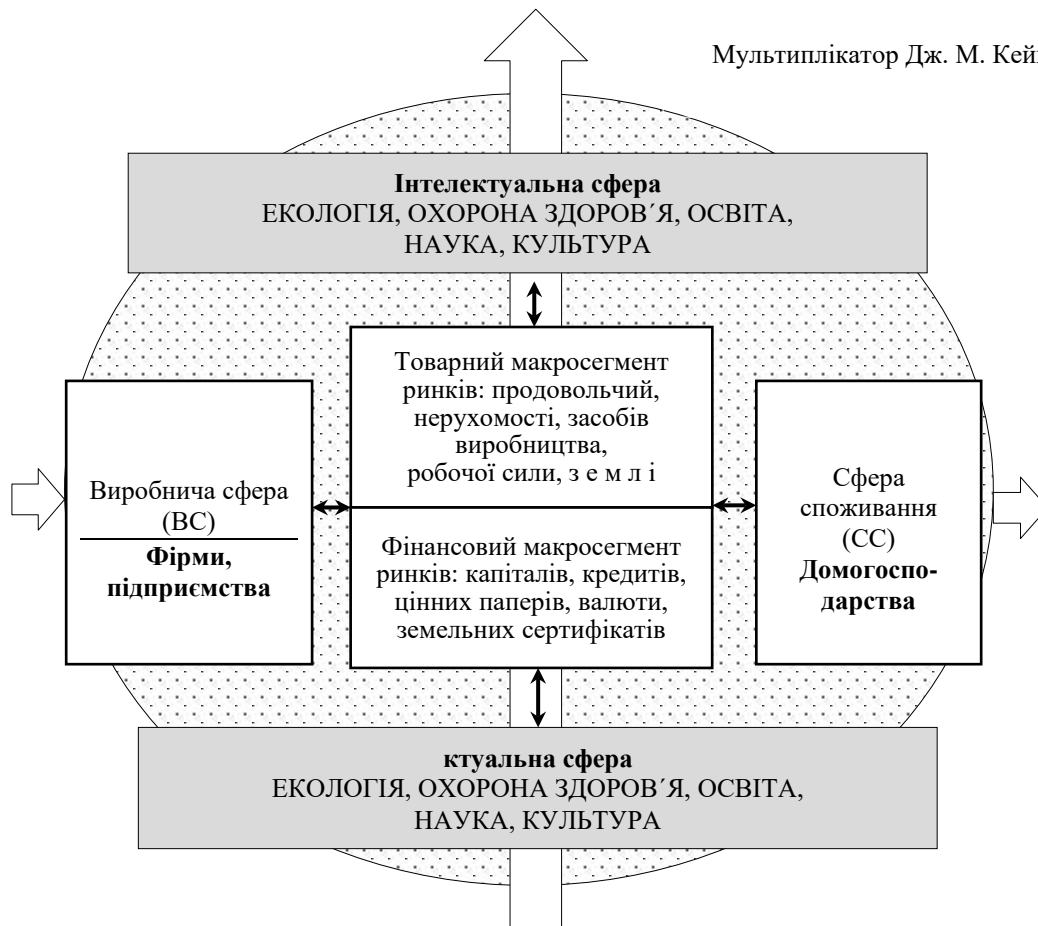 Мультиплікатор Дж. М. Кей
Інтелектуальна сфера
ЕКОЛОГІЯ, ОХОРОНА ЗДОРОВ´Я, ОСВІТА,
НАУКА, КУЛЬТУРА
Товарний макросегмент
ринків: продовольчий,
нерухомості, засобів
виробництва,
робочої сили, з е м л і
Виробнича сфера
(ВС)
Фірми,
підприємства
Фінансовий макросегмент
ринків: капіталів, кредитів,
цінних паперів, валюти,
земельних сертифікатів
Сфера
споживання
(СС)
Домогоспо-
дарства
ктуальна сфера
ЕКОЛОГІЯ, ОХОРОНА ЗДОРОВ´Я, ОСВІТА,
НАУКА, КУЛЬТУРА